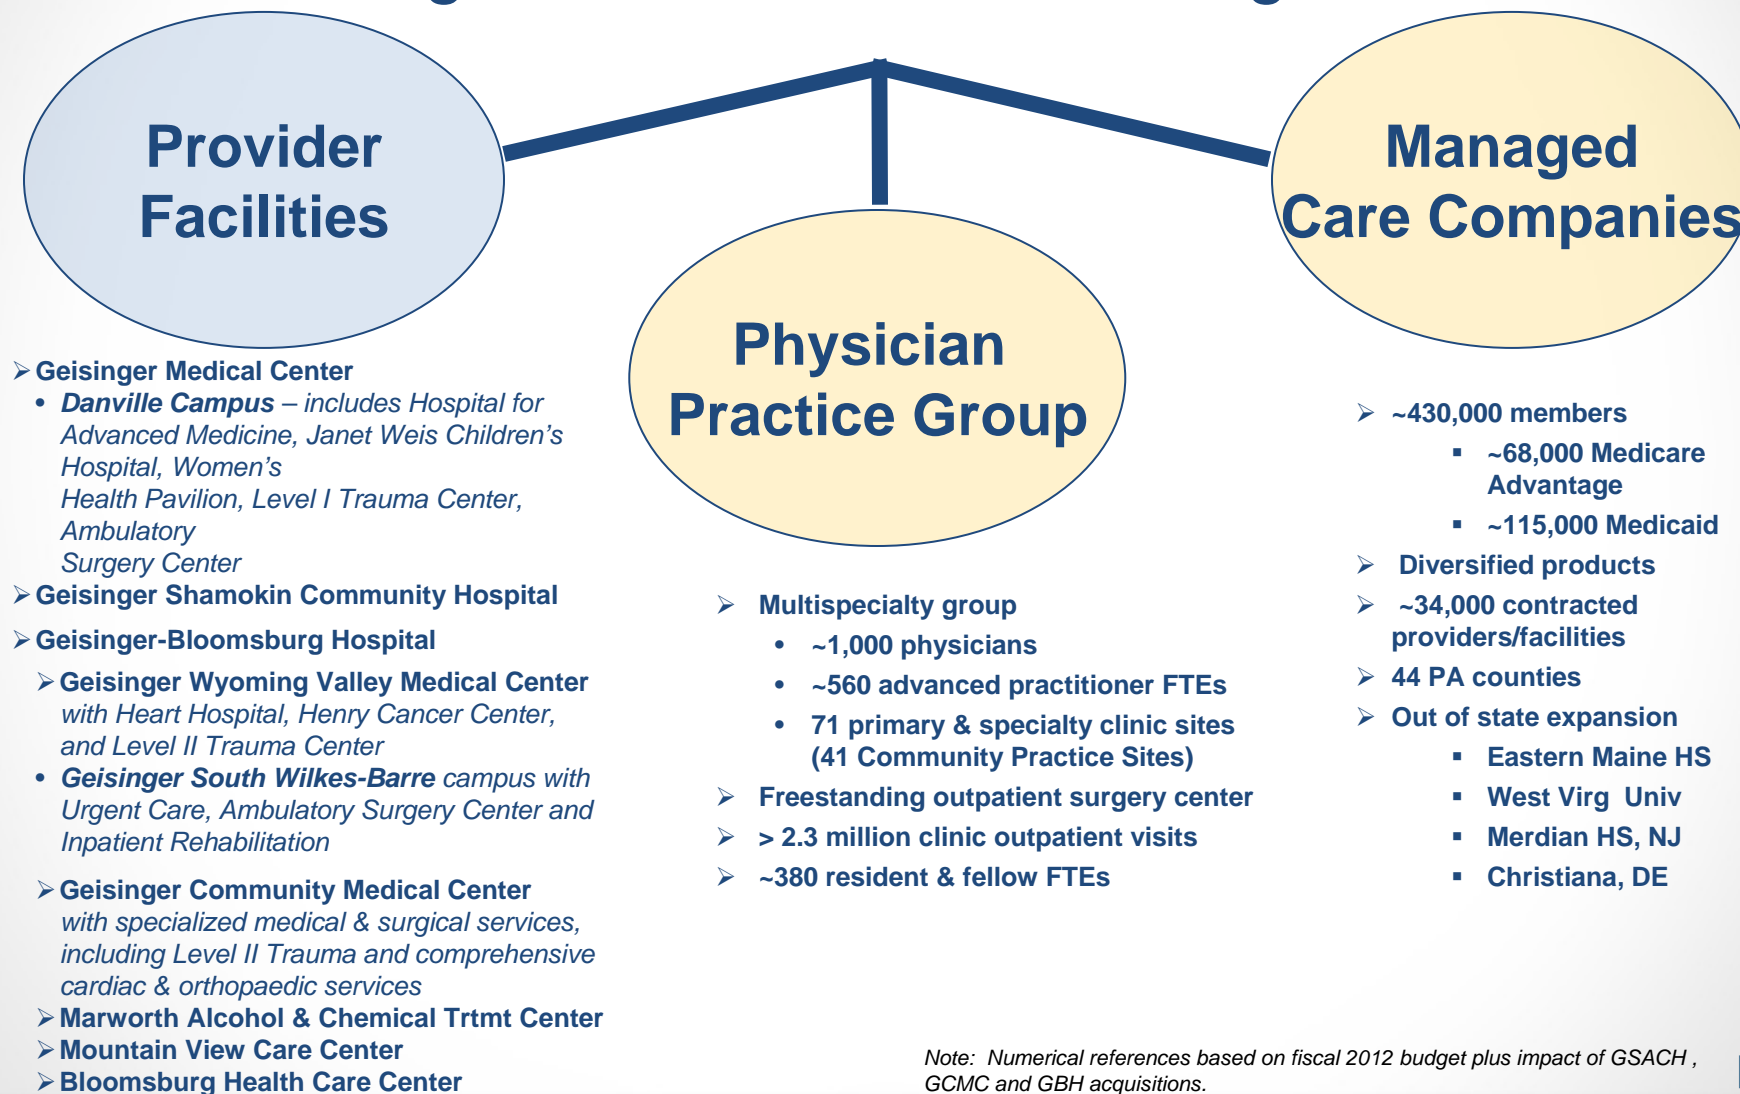 Provider
Facilities
➢Geisinger Medical Center
• Danville Campus – includes Hospital for
Advanced Medicine, Janet Weis Children’s
Hospital, Women’s
Health Pavilion, Level I Trauma Center,
Ambulatory
Surgery Center
➢Geisinger Shamokin Community Hospital
➢Geisinger-Bloomsburg Hospital
➢Geisinger Wyoming Valley Medical Center
with Heart Hospital, Henry Cancer Center,
and Level II Trauma Center
• Geisinger South Wilkes-Barre campus with
Urgent Care, Ambulatory Surgery Center and
Inpatient Rehabilitation
➢Geisinger Community Medical Center
with specialized medical & surgical services,
including Level II Trauma and comprehensive
cardiac & orthopaedic services
➢Marworth Alcohol & Chemical Trtmt Center
➢Mountain View Care Center
➢Bloomsburg Health Care Center
Physician
Practice Group
➢ Multispecialty group
• ~1,000 physicians
• ~560 advanced practitioner FTEs
• 71 primary & specialty clinic sites
(41 Community Practice Sites)
➢ Freestanding outpatient surgery center
➢ > 2.3 million clinic outpatient visits
➢ ~380 resident & fellow FTEs
Managed
Care Companies
➢ ~430,000 members
▪ ~68,000 Medicare
Advantage
▪ ~115,000 Medicaid
➢ Diversified products
➢ ~34,000 contracted
providers/facilities
➢ 44 PA counties
➢ Out of state expansion
▪ Eastern Maine HS
▪ West Virg Univ
▪ Merdian HS, NJ
▪ Christiana, DE
Note: Numerical references based on fiscal 2012 budget plus impact of GSACH ,
GCMC and GBH acquisitions.